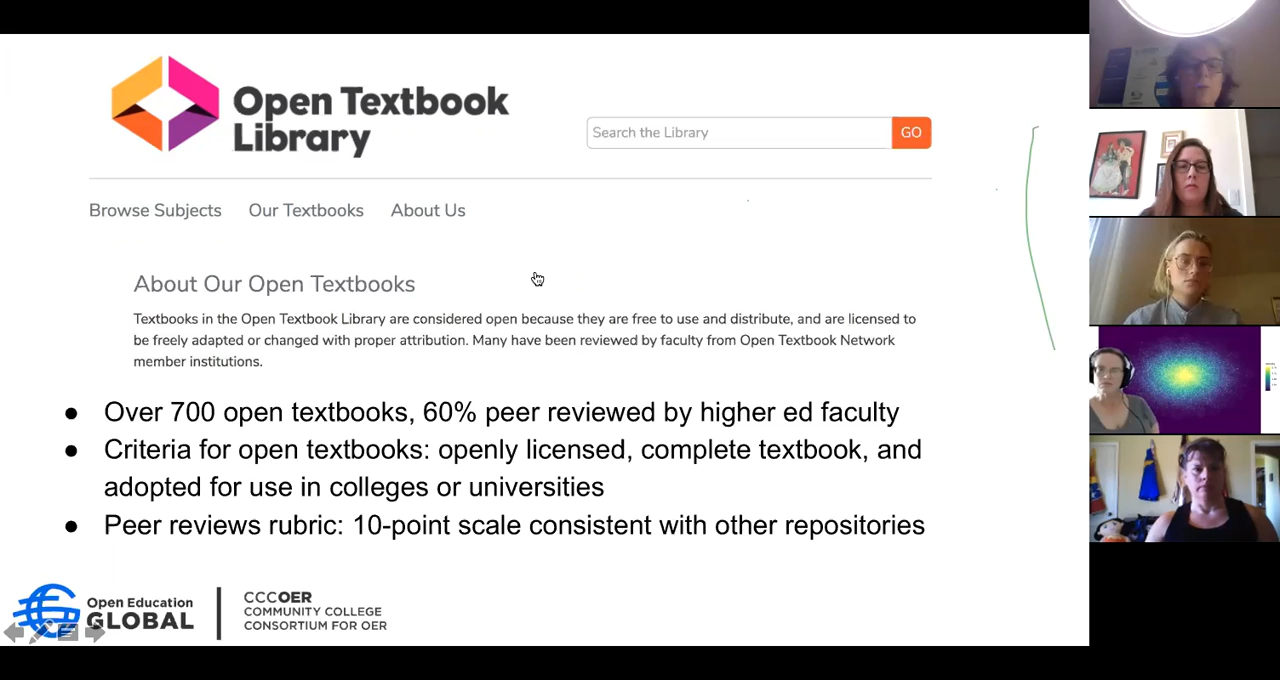 Open Textbook
Library
Search the Library
GO
Browse Subjects
Our Textbooks
About Us
About Our Open Textbooks
Textbooks in the Open Textbook Library are considered open because they are free to use and distribute, and are licensed to
be freely adapted or changed with proper attribution. Many have been reviewed by faculty from Open Textbook Network
member institutions.
● Over 700 open textbooks, 60% peer reviewed by higher ed faculty
● Criteria for open textbooks: openly licensed, complete textbook, and
adopted for use in colleges or universities
● Peer reviews rubric: 10-point scale consistent with other repositories
Open Education
GLOBAL
CCCOER
COMMUNITY COLLEGE
CONSORTIUM FOR OER